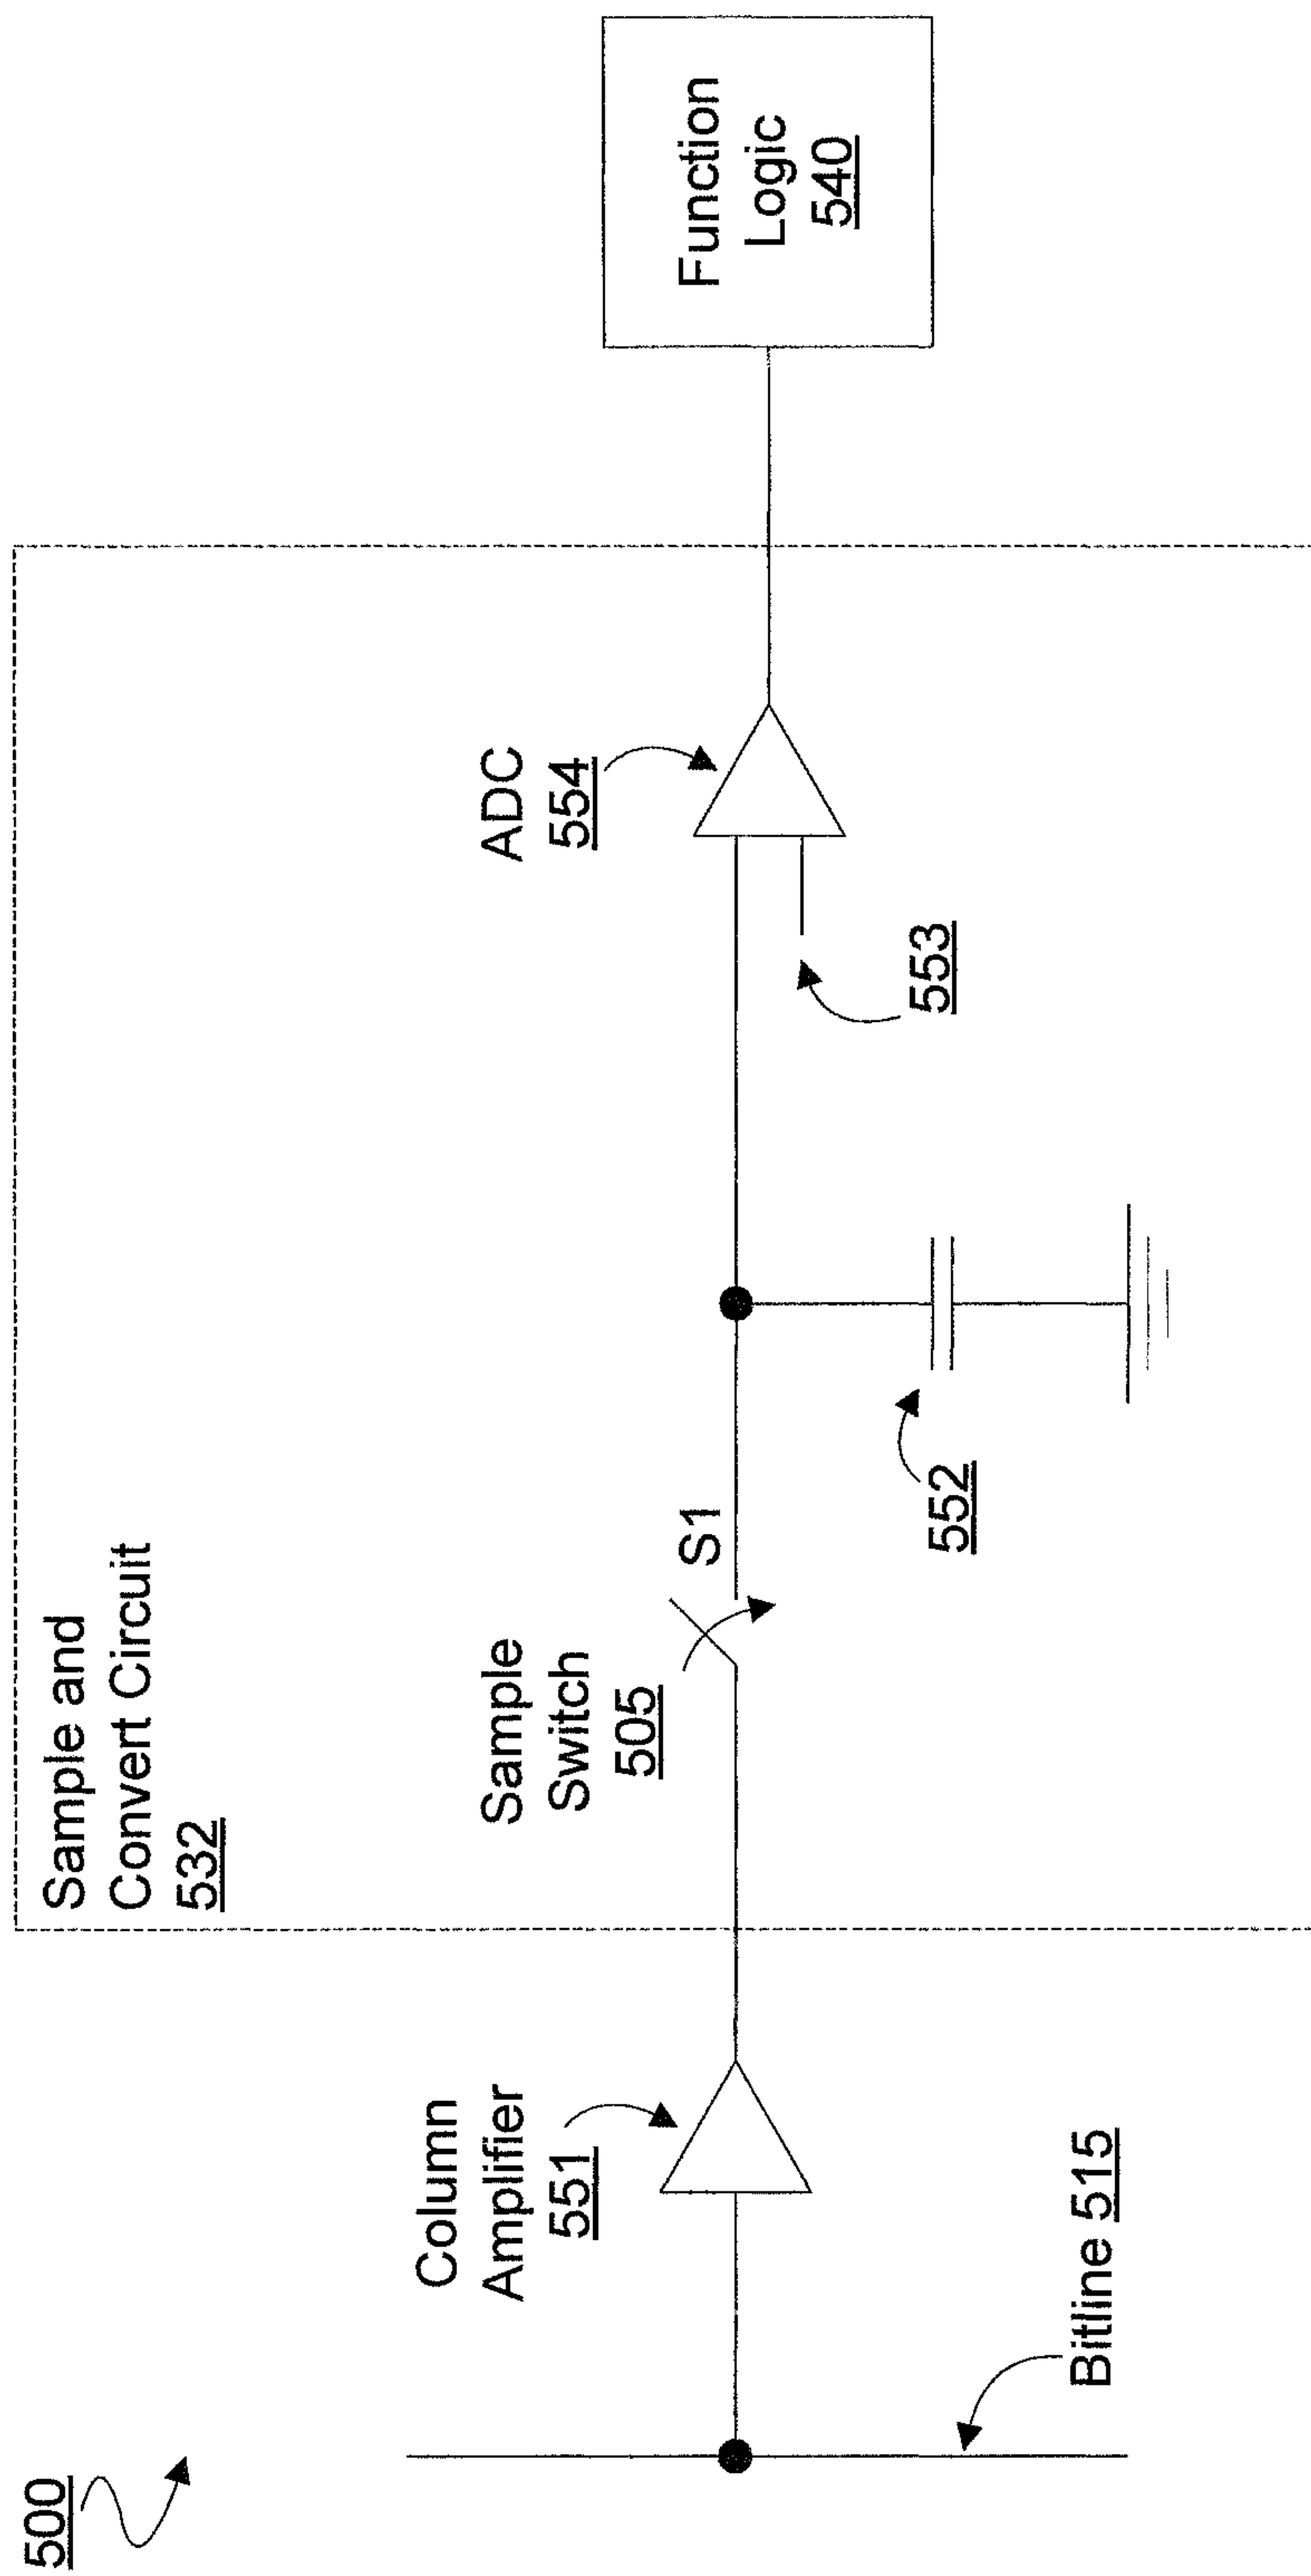 500
Sample and
Convert Circuit
532
Column
Amplifier
551
Bitline 515
Sample
Switch
505
S1
552
ADC
554
553
Function
Logic
540